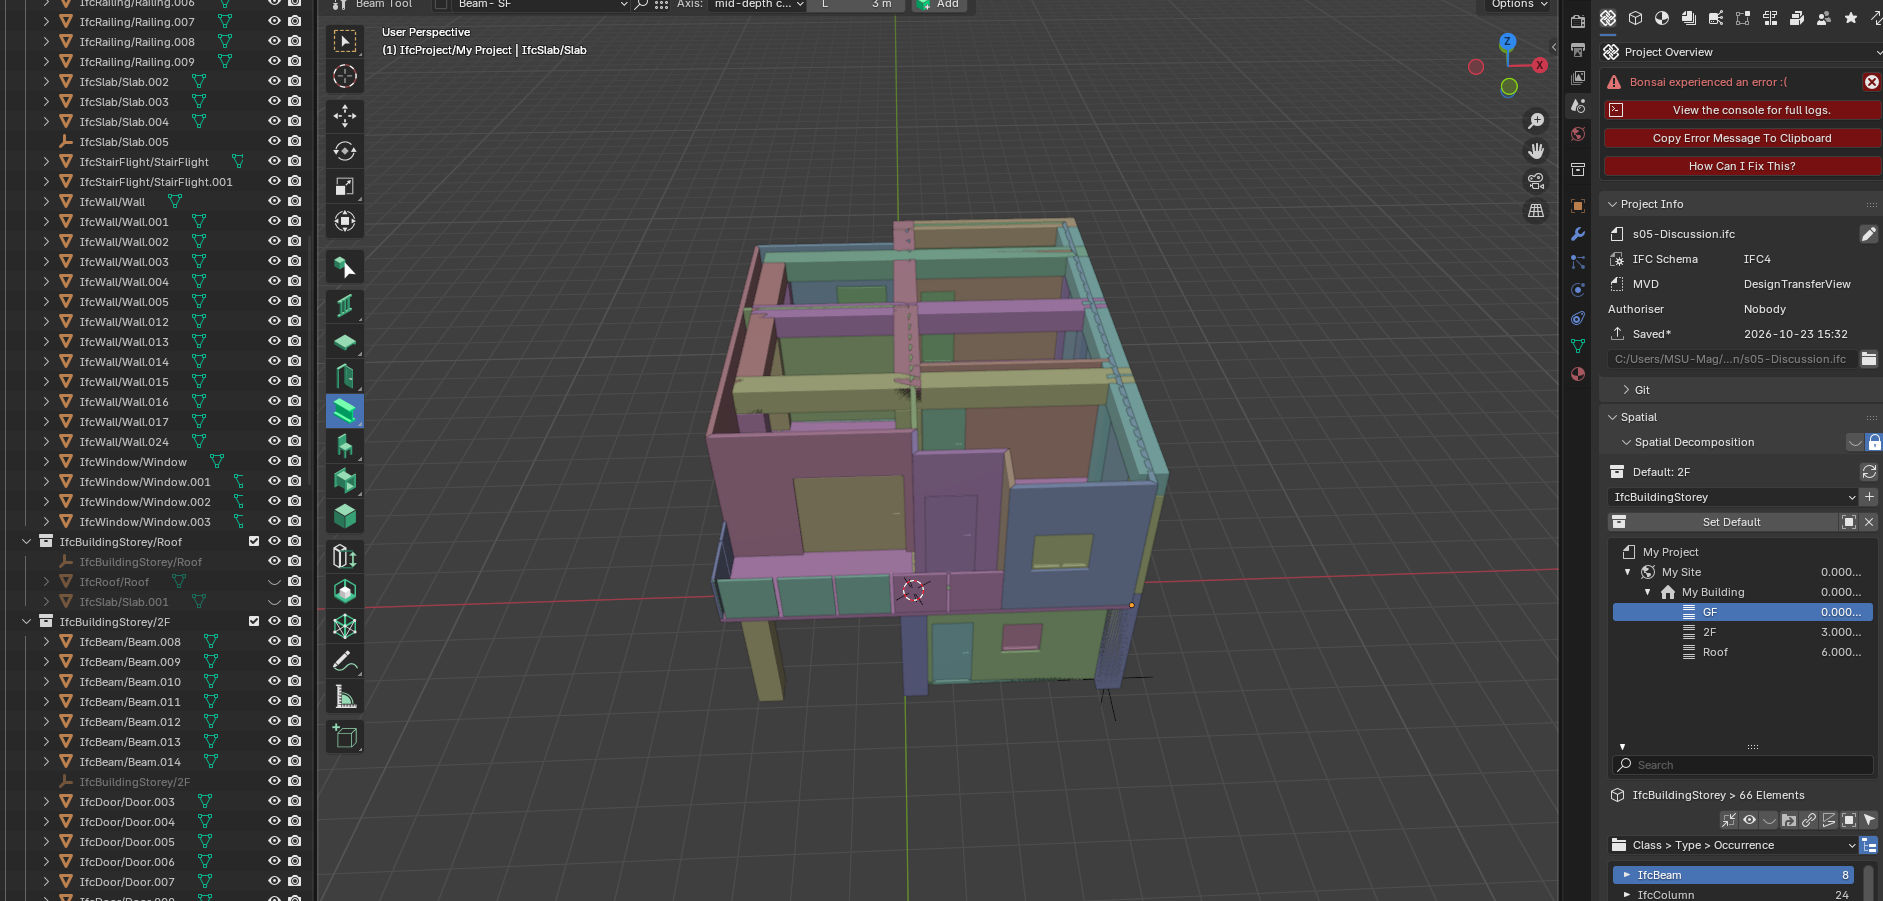 IfcRailing/Railing.006
IfcRailing/Railing.007
IfcRailing/Railing.008
IfcRailing/Railing.009
IfcSlab/Slab.002
IfcSlab/Slab.003
IfcSlab/Slab.004
IfcSlab/Slab.005
IfcStairFlight/StairFlight
IfcStairFlight/StairFlight.001
IfcWall/Wall
IfcWall/Wall.001
IfcWall/Wall.002
IfcWall/Wall.003
IfcWall/Wall.004
IfcWall/Wall.005
IfcWall/Wall.012
IfcWall/Wall.013
IfcWall/Wall.014
IfcWall/Wall.015
IfcWall/Wall.016
IfcWall/Wall.017
IfcWall/Wall.024
IfcWindow/Window
IfcWindow/Window.001
IfcWindow/Window.002
IfcWindow/Window.003
IfcBuildingStorey/Roof
IfcBuildingStorey/Roof
IfcRoof/Roof
IfcSlab/Slab.001
IfcBuildingStorey/2F
IfcBeam/Beam.008
IfcBeam/Beam.009
IfcBeam/Beam.010
IfcBeam/Beam.011
IfcBeam/Beam.012
IfcBeam/Beam.013
IfcBeam/Beam.014
IfcBuildingStorey/2F
IfcDoor/Door.003
IfcDoor/Door.004
IfcDoor/Door.005
IfcDoor/Door.006
IfcDoor/Door.007
Beam Tool Beam- SF Axis: mid-depth c... L 3 m Add Options
User Perspective
(1) IfcProject/My Project | IfcSlab/Slab
Z
X
Project Overview
Bonsai experienced an error :(
View the console for full logs.
Copy Error Message To Clipboard
How Can I Fix This?
Project Info
s05-Discussion.ifc
IFC Schema IFC4
MVD DesignTransferView
Authoriser Nobody
Saved* 2026-10-23 15:32
C:/Users/MSU-Mag/...n/s05-Discussion.ifc
Git
Spatial
Spatial Decomposition
Default: 2F
IfcBuildingStorey
Set Default
My Project
My Site 0.000...
My Building 0.000...
GF 0.000...
2F 3.000...
Roof 6.000...
Search
IfcBuildingStorey > 66 Elements
Class > Type > Occurrence
IfcBeam 8
IfcColumn 24